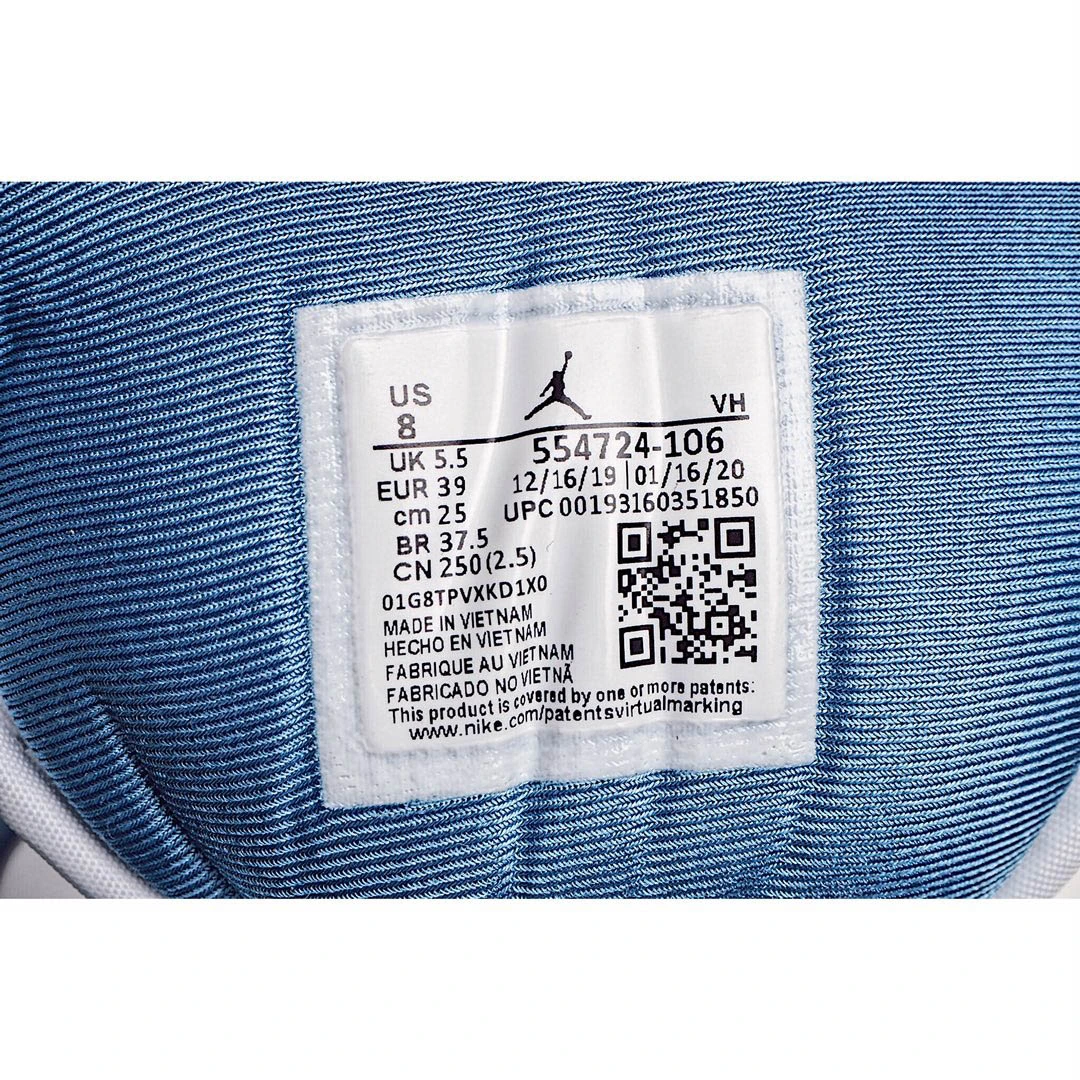 US VH
8
554724-106
UK 5.5
12/16/19 | 01/16/20
EUR 39
UPC 00193160351850
cm 25
BR 37.5
CN 250 (2.5)
01G8TPVXKD1X0
MADE IN VIETNAM
HECHO EN VIETNAM
FABRIQUE AU VIETNAM
FABRICADO NO VIETNÃ
This product is covered by one or more patents:
www.nike.com/patentsvirtualmarking